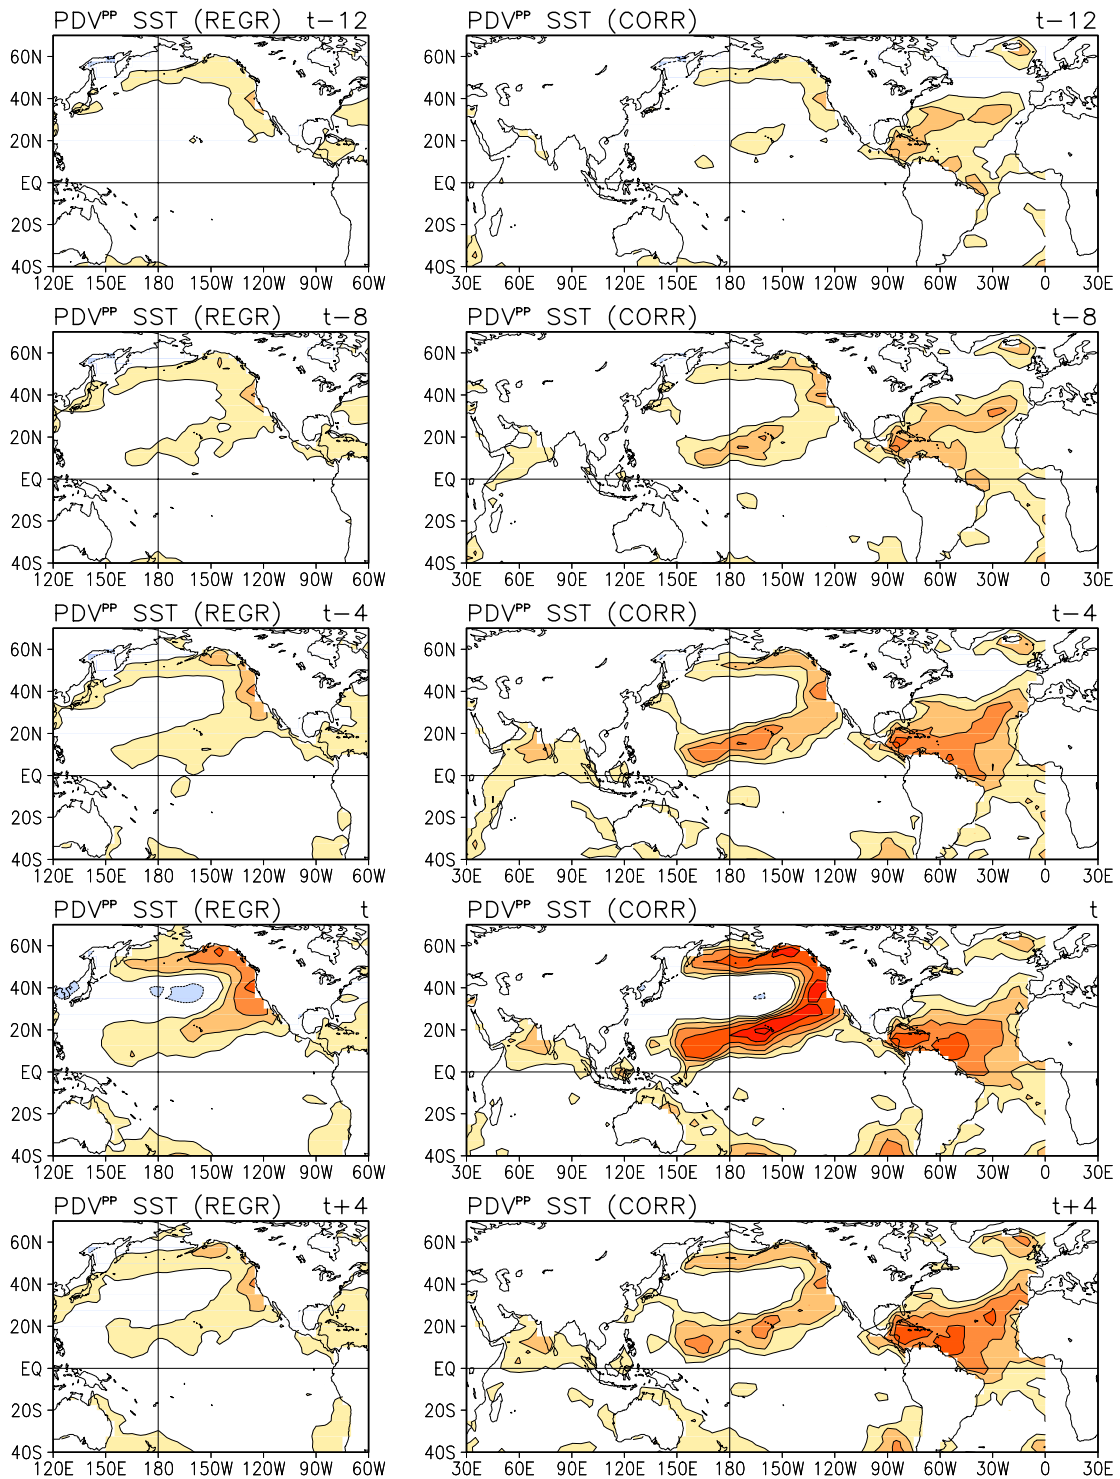 PDVᴾᴾ SST (REGR) t−12
PDVᴾᴾ SST (CORR) t−12
60N
40N
20N
EQ
20S
40S
120E 150E 180 150W 120W 90W 60W
60N
40N
20N
EQ
20S
40S
30E 60E 90E 120E 150E 180 150W 120W 90W 60W 30W 0 30E
PDVᴾᴾ SST (REGR) t−8
PDVᴾᴾ SST (CORR) t−8
60N
40N
20N
EQ
20S
40S
120E 150E 180 150W 120W 90W 60W
60N
40N
20N
EQ
20S
40S
30E 60E 90E 120E 150E 180 150W 120W 90W 60W 30W 0 30E
PDVᴾᴾ SST (REGR) t−4
PDVᴾᴾ SST (CORR) t−4
60N
40N
20N
EQ
20S
40S
120E 150E 180 150W 120W 90W 60W
60N
40N
20N
EQ
20S
40S
30E 60E 90E 120E 150E 180 150W 120W 90W 60W 30W 0 30E
PDVᴾᴾ SST (REGR) t
PDVᴾᴾ SST (CORR) t
60N
40N
20N
EQ
20S
40S
120E 150E 180 150W 120W 90W 60W
60N
40N
20N
EQ
20S
40S
30E 60E 90E 120E 150E 180 150W 120W 90W 60W 30W 0 30E
PDVᴾᴾ SST (REGR) t+4
PDVᴾᴾ SST (CORR) t+4
60N
40N
20N
EQ
20S
40S
120E 150E 180 150W 120W 90W 60W
60N
40N
20N
EQ
20S
40S
30E 60E 90E 120E 150E 180 150W 120W 90W 60W 30W 0 30E